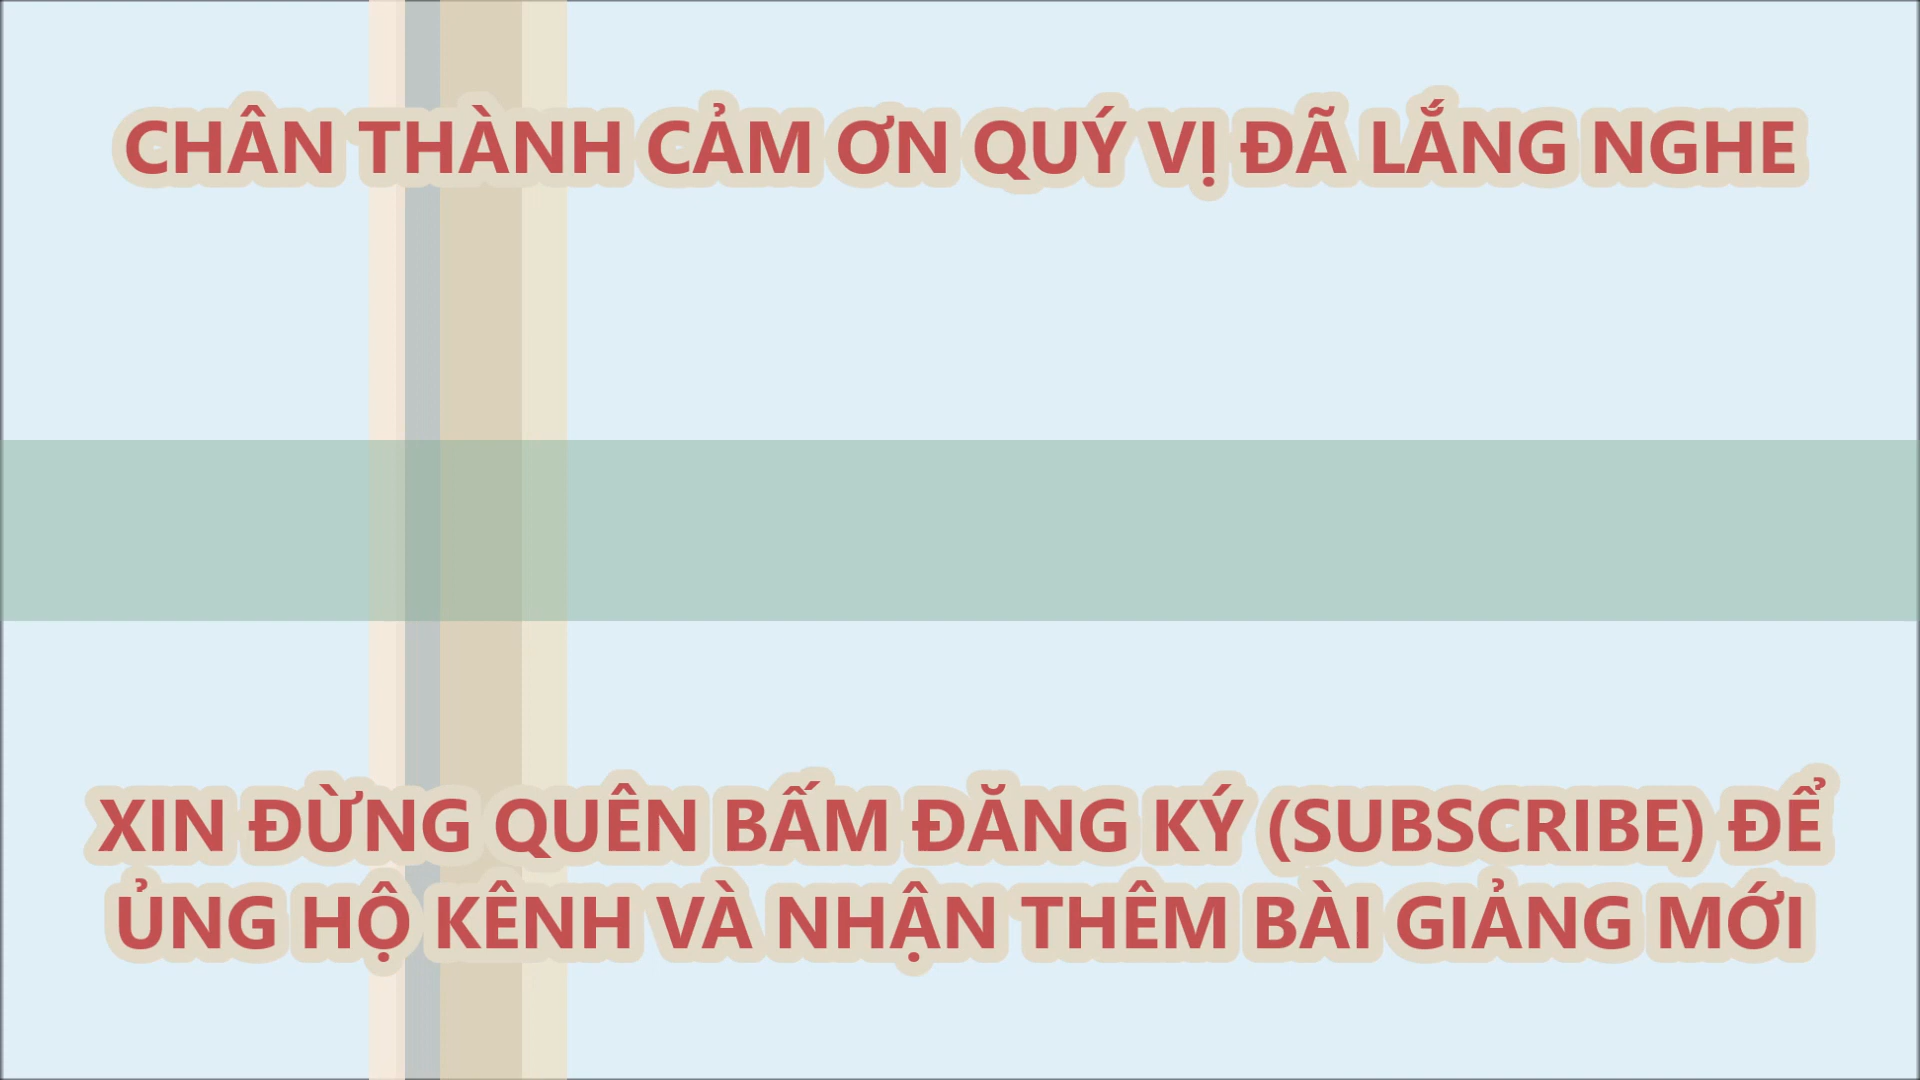 CHÂN THÀNH CẢM ƠN QUÝ VỊ ĐÃ LẮNG NGHE
XIN ĐỪNG QUÊN BẤM ĐĂNG KÝ (SUBSCRIBE) ĐỂ
ỦNG HỘ KÊNH VÀ NHẬN THÊM BÀI GIẢNG MỚI